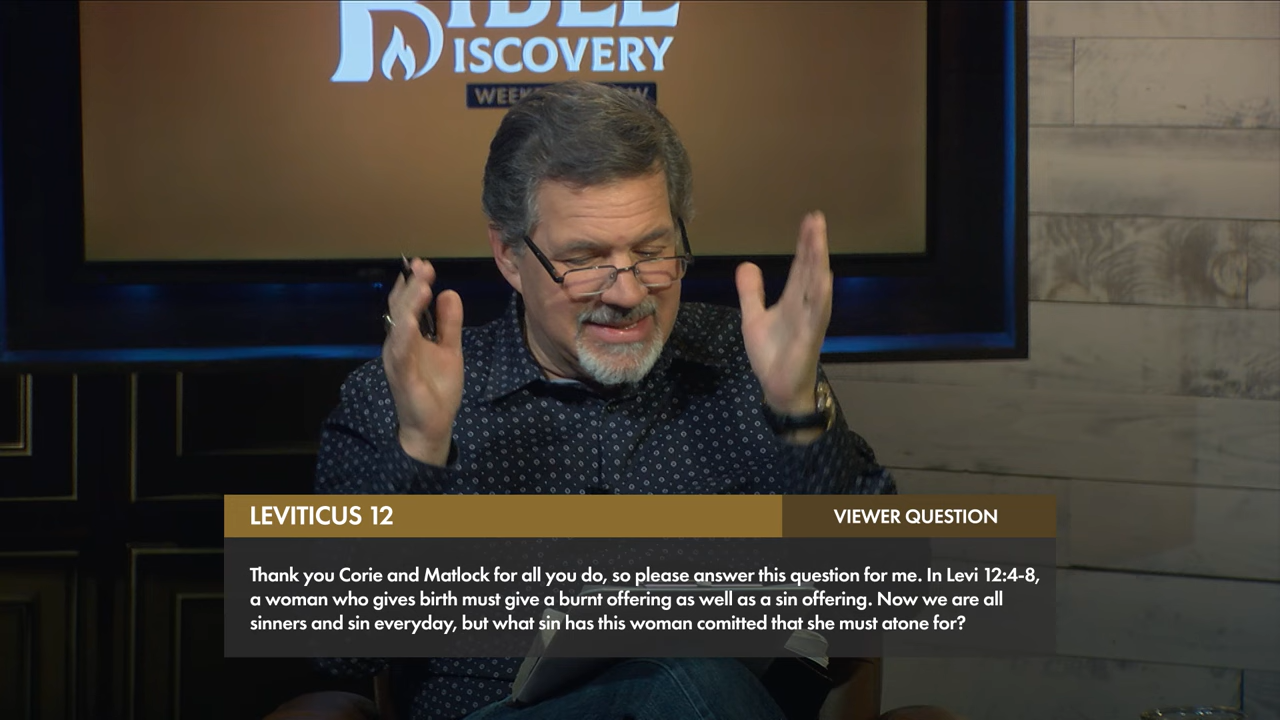 BIBLE
DISCOVERY
LEVITICUS 12
VIEWER QUESTION
Thank you Corie and Matlock for all you do, so please answer this question for me. In Levi 12:4-8,
a woman who gives birth must give a burnt offering as well as a sin offering. Now we are all
sinners and sin everyday, but what sin has this woman comitted that she must atone for?